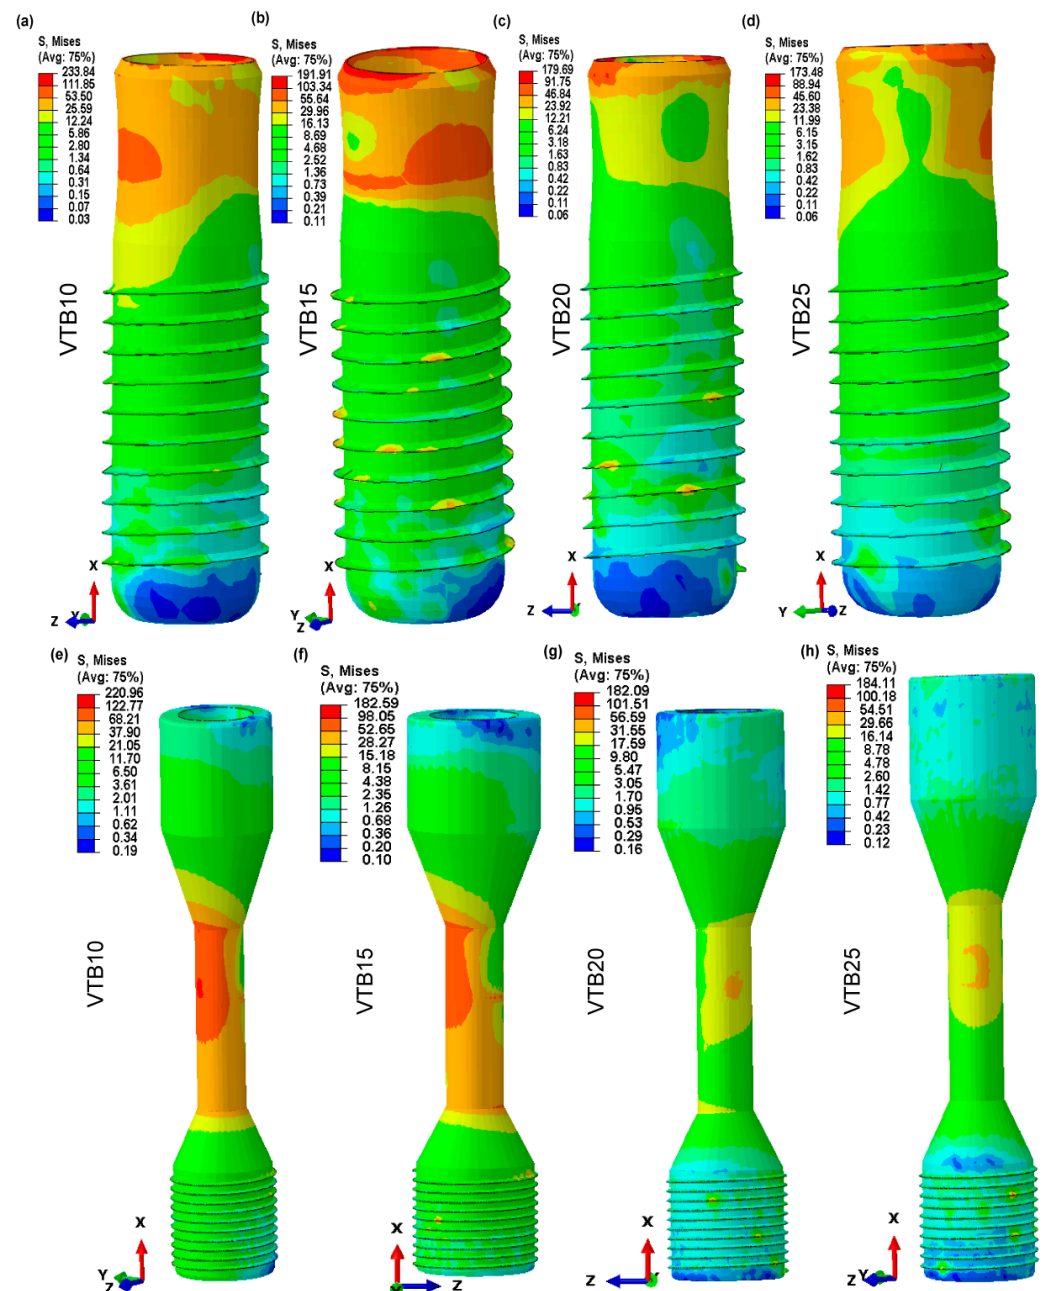 (a)
S, Mises
(Avg: 75%)
233.84
111.85
53.50
25.59
12.24
5.86
2.80
1.34
0.64
0.31
0.15
0.07
0.03
VTB10
X
Y
Z
(b)
S, Mises
(Avg: 75%)
191.91
103.34
55.64
29.96
16.13
8.69
4.68
2.52
1.36
0.73
0.39
0.21
0.11
VTB15
X
Y
Z
(c)
S, Mises
(Avg: 75%)
179.69
91.75
46.84
23.92
12.21
6.24
3.18
1.63
0.83
0.42
0.22
0.11
0.06
VTB20
X
Z
Y
(d)
S, Mises
(Avg: 75%)
173.48
88.94
46.60
23.38
11.99
6.15
3.15
1.62
0.83
0.42
0.22
0.11
0.06
VTB25
X
Y
Z
(e)
S, Mises
(Avg: 75%)
220.96
122.77
68.21
37.90
21.05
11.70
6.50
3.61
2.01
1.11
0.62
0.34
0.19
VTB10
X
Y
Z
(f)
S, Mises
(Avg: 75%)
182.59
98.05
52.65
28.27
15.18
8.15
4.38
2.35
1.26
0.68
0.36
0.20
0.10
VTB15
X
Y
Z
(g)
S, Mises
(Avg: 75%)
182.09
101.51
56.59
31.55
17.59
9.80
5.47
3.05
1.70
0.95
0.53
0.29
0.16
VTB20
X
Z
Y
(h)
S, Mises
(Avg: 75%)
184.11
100.18
54.51
29.66
16.14
8.78
4.78
2.60
1.42
0.77
0.42
0.23
0.12
VTB25
X
Y
Z